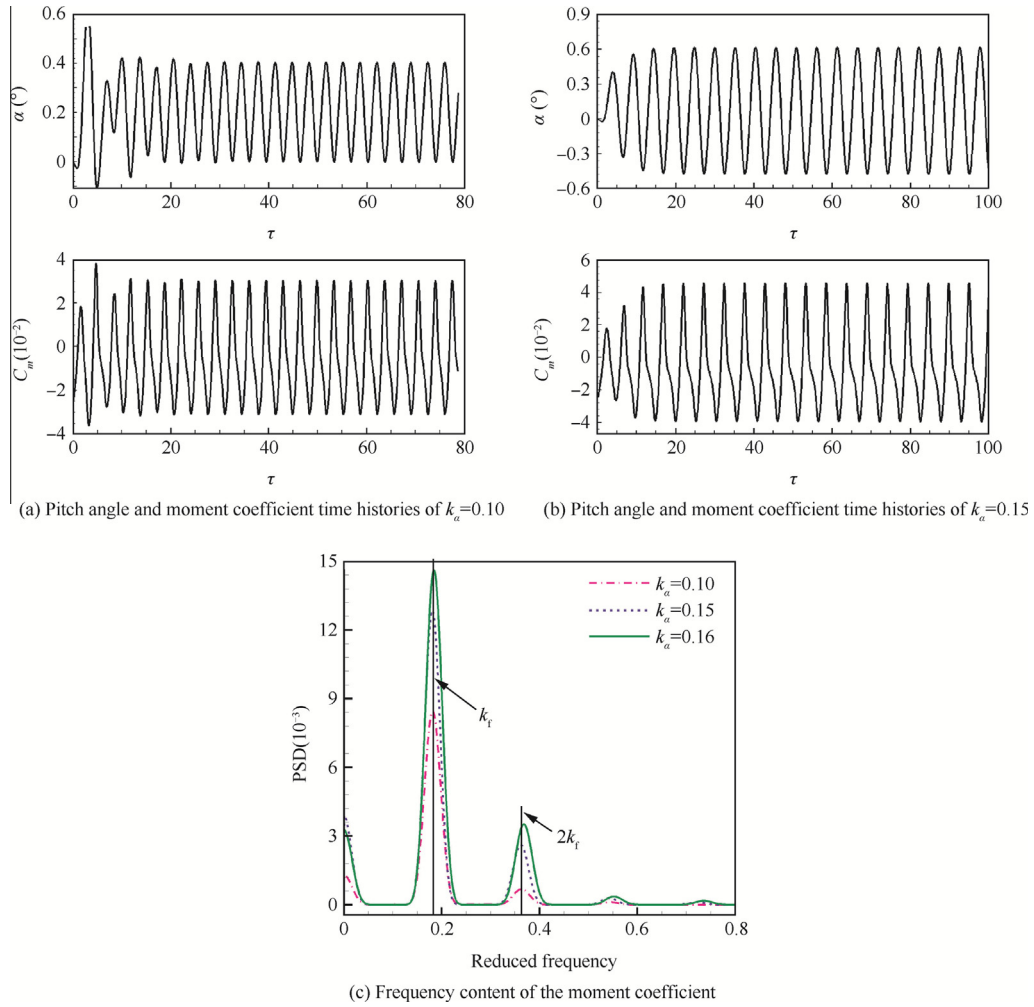 0.6
0.4
0.2
0
α (°)
0 20 40 60 80
τ
0.9
0.6
0.3
0
−0.3
−0.6
α (°)
0 20 40 60 80 100
τ
4
2
0
−2
−4
C_m (10⁻²)
0 20 40 60 80
τ
4
2
0
−2
−4
C_m (10⁻²)
0 20 40 60 80 100
τ
(a) Pitch angle and moment coefficient time histories of k_α=0.10
(b) Pitch angle and moment coefficient time histories of k_α=0.15
15
12
9
6
3
0
PSD(10⁻³)
k_α=0.10
k_α=0.15
k_α=0.16
k_f
2k_f
0 0.2 0.4 0.6 0.8
Reduced frequency
(c) Frequency content of the moment coefficient